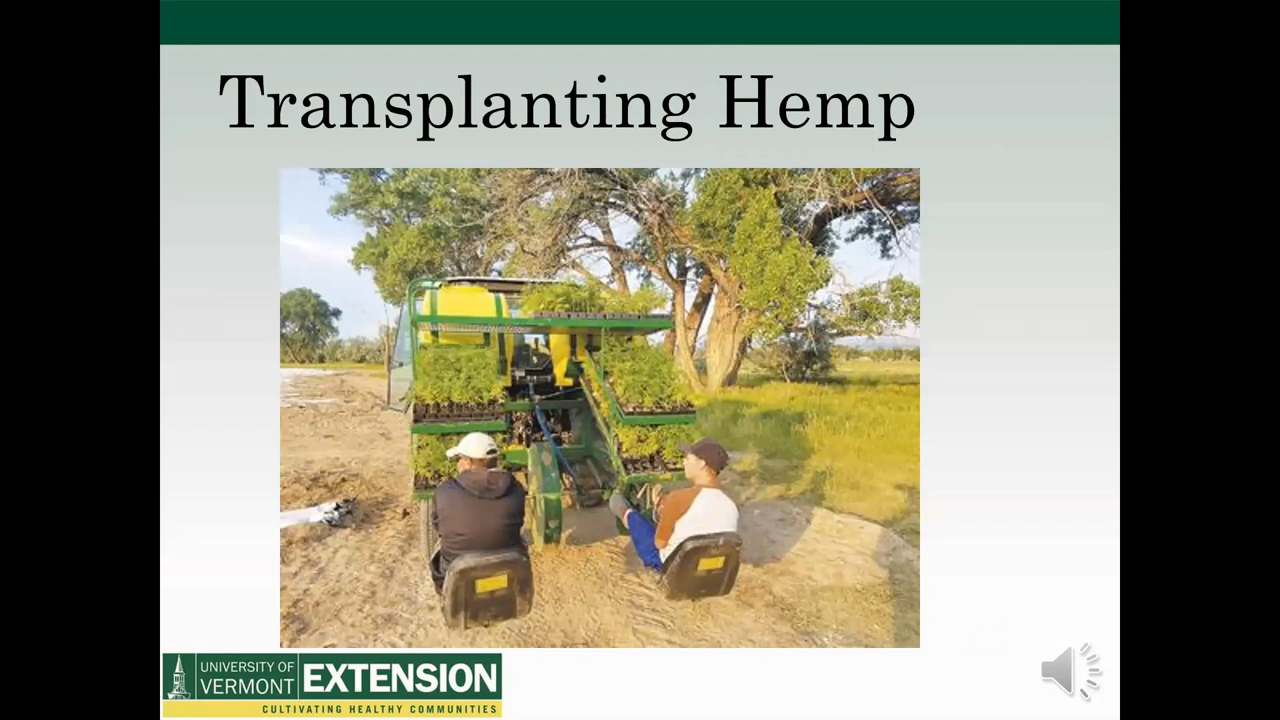 Transplanting Hemp
UNIVERSITY OF
VERMONT
EXTENSION
CULTIVATING HEALTHY COMMUNITIES